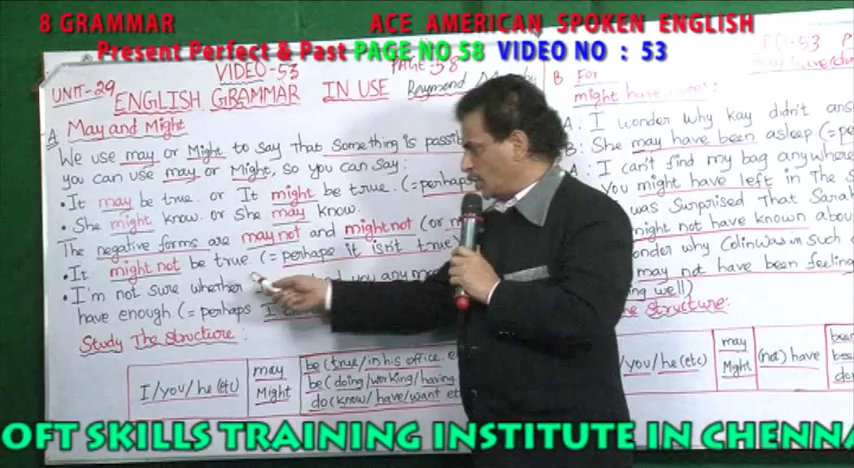 8 GRAMMAR ACE AMERICAN SPOKEN ENGLISH
Present Perfect & Past PAGE NO 58 VIDEO NO : 53
VIDEO-53 PAGE-58
UNIT-29 ENGLISH GRAMMAR IN USE Raymond
A May and Might
We use may or Might to say that something is
you can use may or Might, so you can say:
• It may be true. or It might be true. (=perhaps
• She might know. or She may know.
The negative forms are may not and might not (or
• It might not be true. (= perhaps it isn't true)
• I'm not sure whether
have enough. (= perhaps I
Study The Structure:
I/you/he (etc)
may
Might
be (true/in his office.
be (doing/working/having
do (know/have/want etc
53
B For
might have
A: I wonder why Kay didn't
B: She may have been asleep (=
A: I can't find my bag anywhere
You might have left in The
was Surprised That Sarah
might not have known
wonder why Colin was in such
may not have been feeling
well)
Structure:
you/he (etc)
may
Might
(not) have
OFT SKILLS TRAINING INSTITUTE IN CHENNA